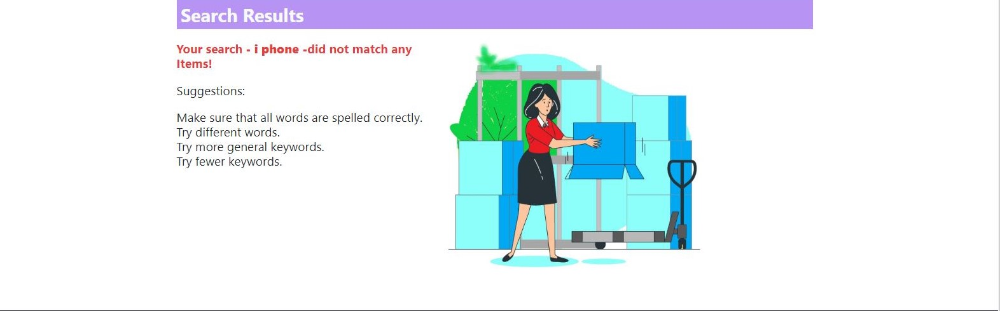 Search Results
Your search - i phone -did not match any
Items!
Suggestions:
Make sure that all words are spelled correctly.
Try different words.
Try more general keywords.
Try fewer keywords.